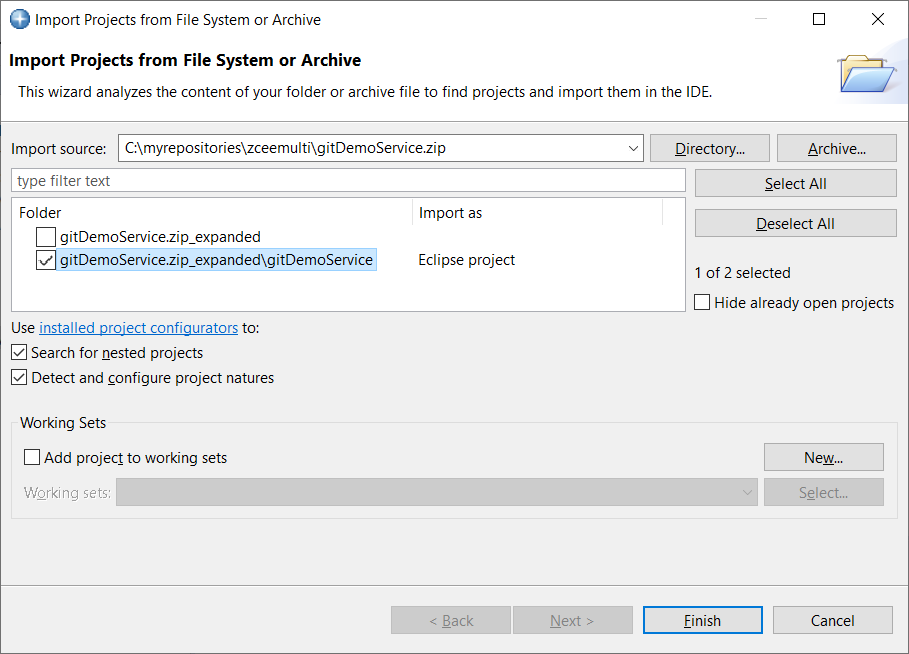 Import Projects from File System or Archive
Import Projects from File System or Archive
This wizard analyzes the content of your folder or archive file to find projects and import them in the IDE.
Import source: C:\myrepositories\zceemulti\gitDemoService.zip Directory... Archive...
type filter text
Select All
Folder Import as
Deselect All
gitDemoService.zip_expanded
gitDemoService.zip_expanded\gitDemoService Eclipse project
1 of 2 selected
Hide already open projects
Use installed project configurators to:
Search for nested projects
Detect and configure project natures
Working Sets
Add project to working sets New...
Working sets: Select...
< Back Next > Finish Cancel